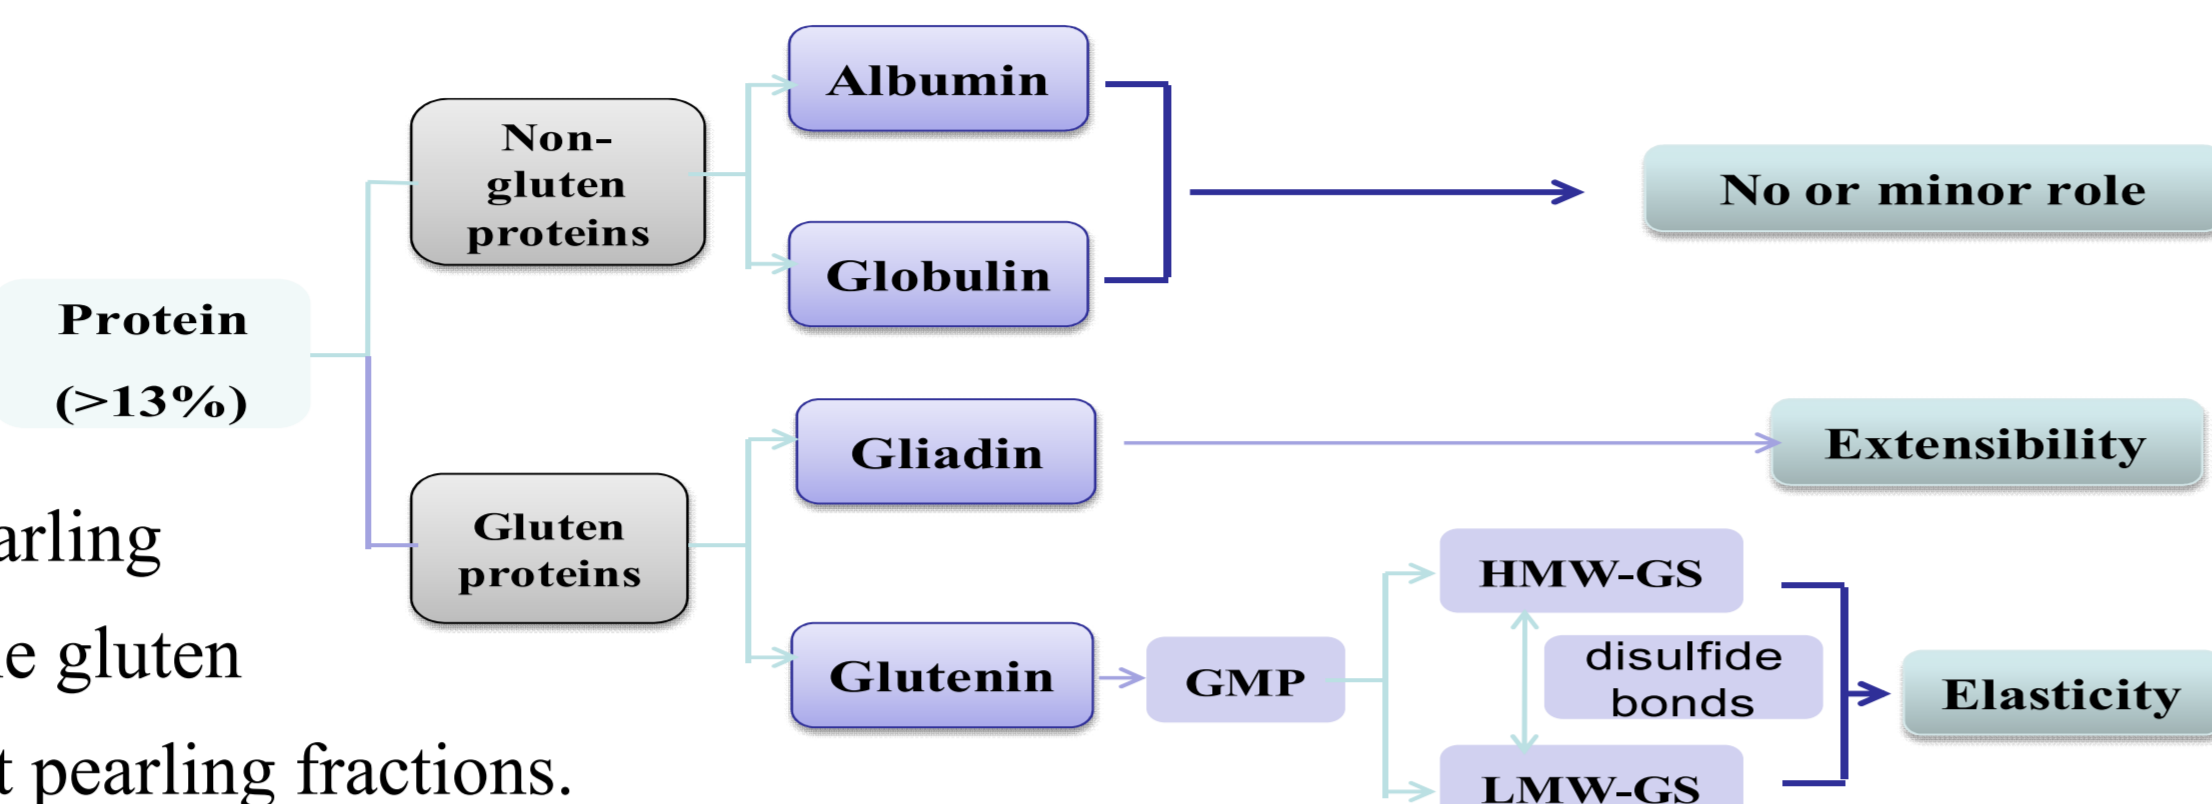 Non-
gluten
proteins
Albumin
Globulin
No or minor role
Protein
(>13%)
Gluten
proteins
Gliadin
Extensibility
Glutenin
GMP
HMW-GS
disulfide
bonds
LMW-GS
Elasticity
gluten
pearling fractions.